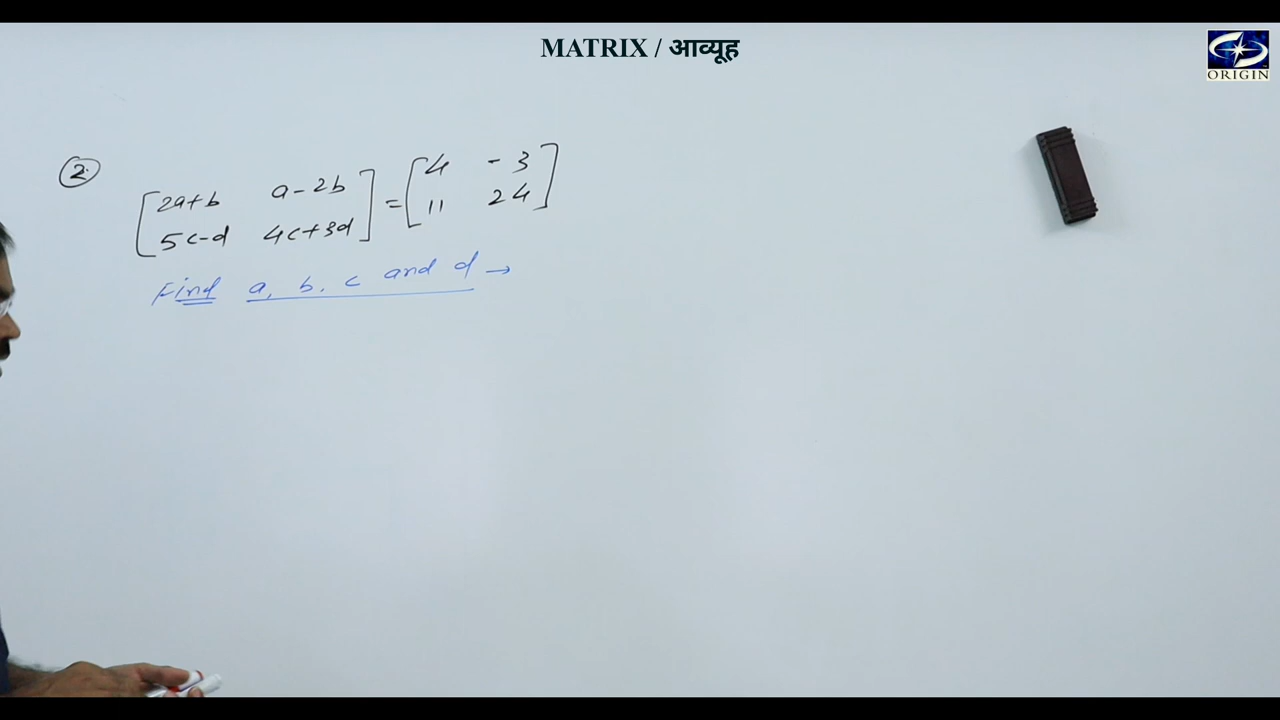 MATRIX / आव्यूह
ORIGIN
2.
[2a+b a-2b] = [4 -3]
[5c-d 4c+3d] [11 24]
Find a, b, c and d →